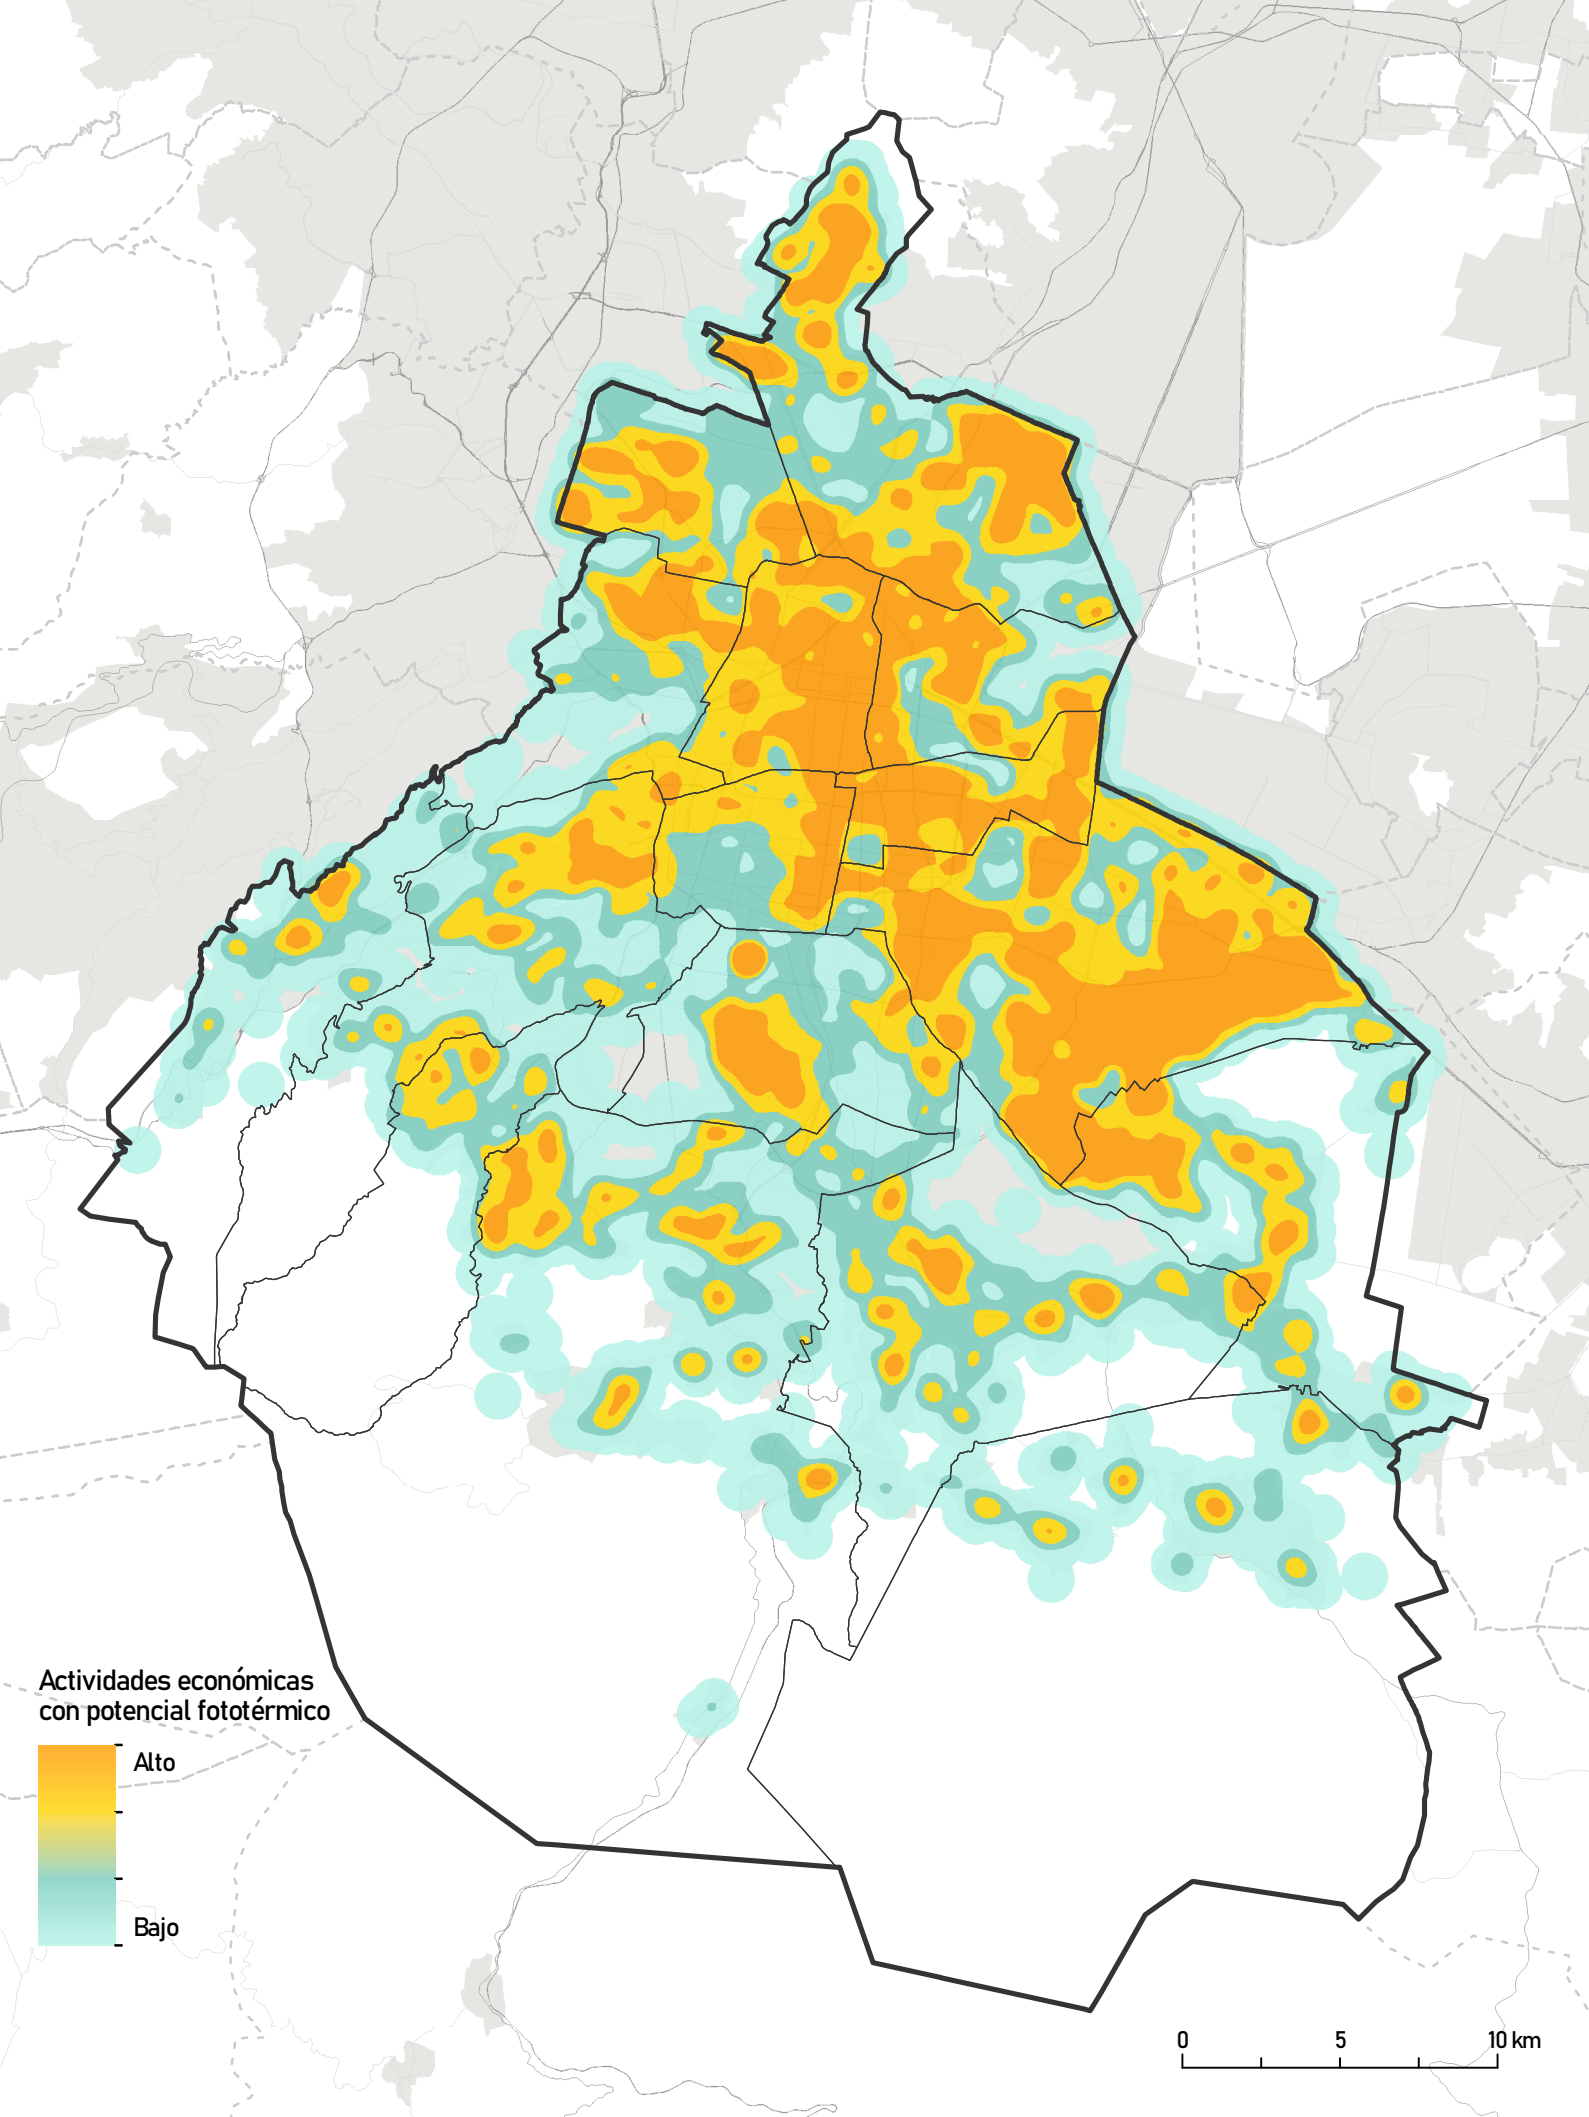 Actividades económicas
con potencial fototérmico
Alto
Bajo
0 5 10 km